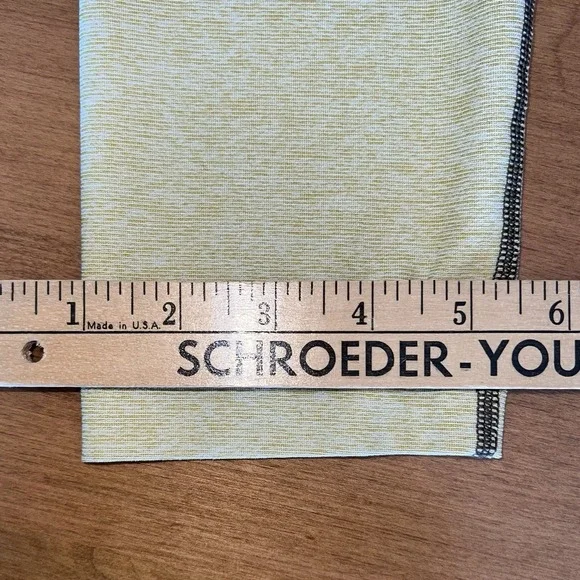 1 2 3 4 5 6
Made in U.S.A.
SCHROEDER-YOU